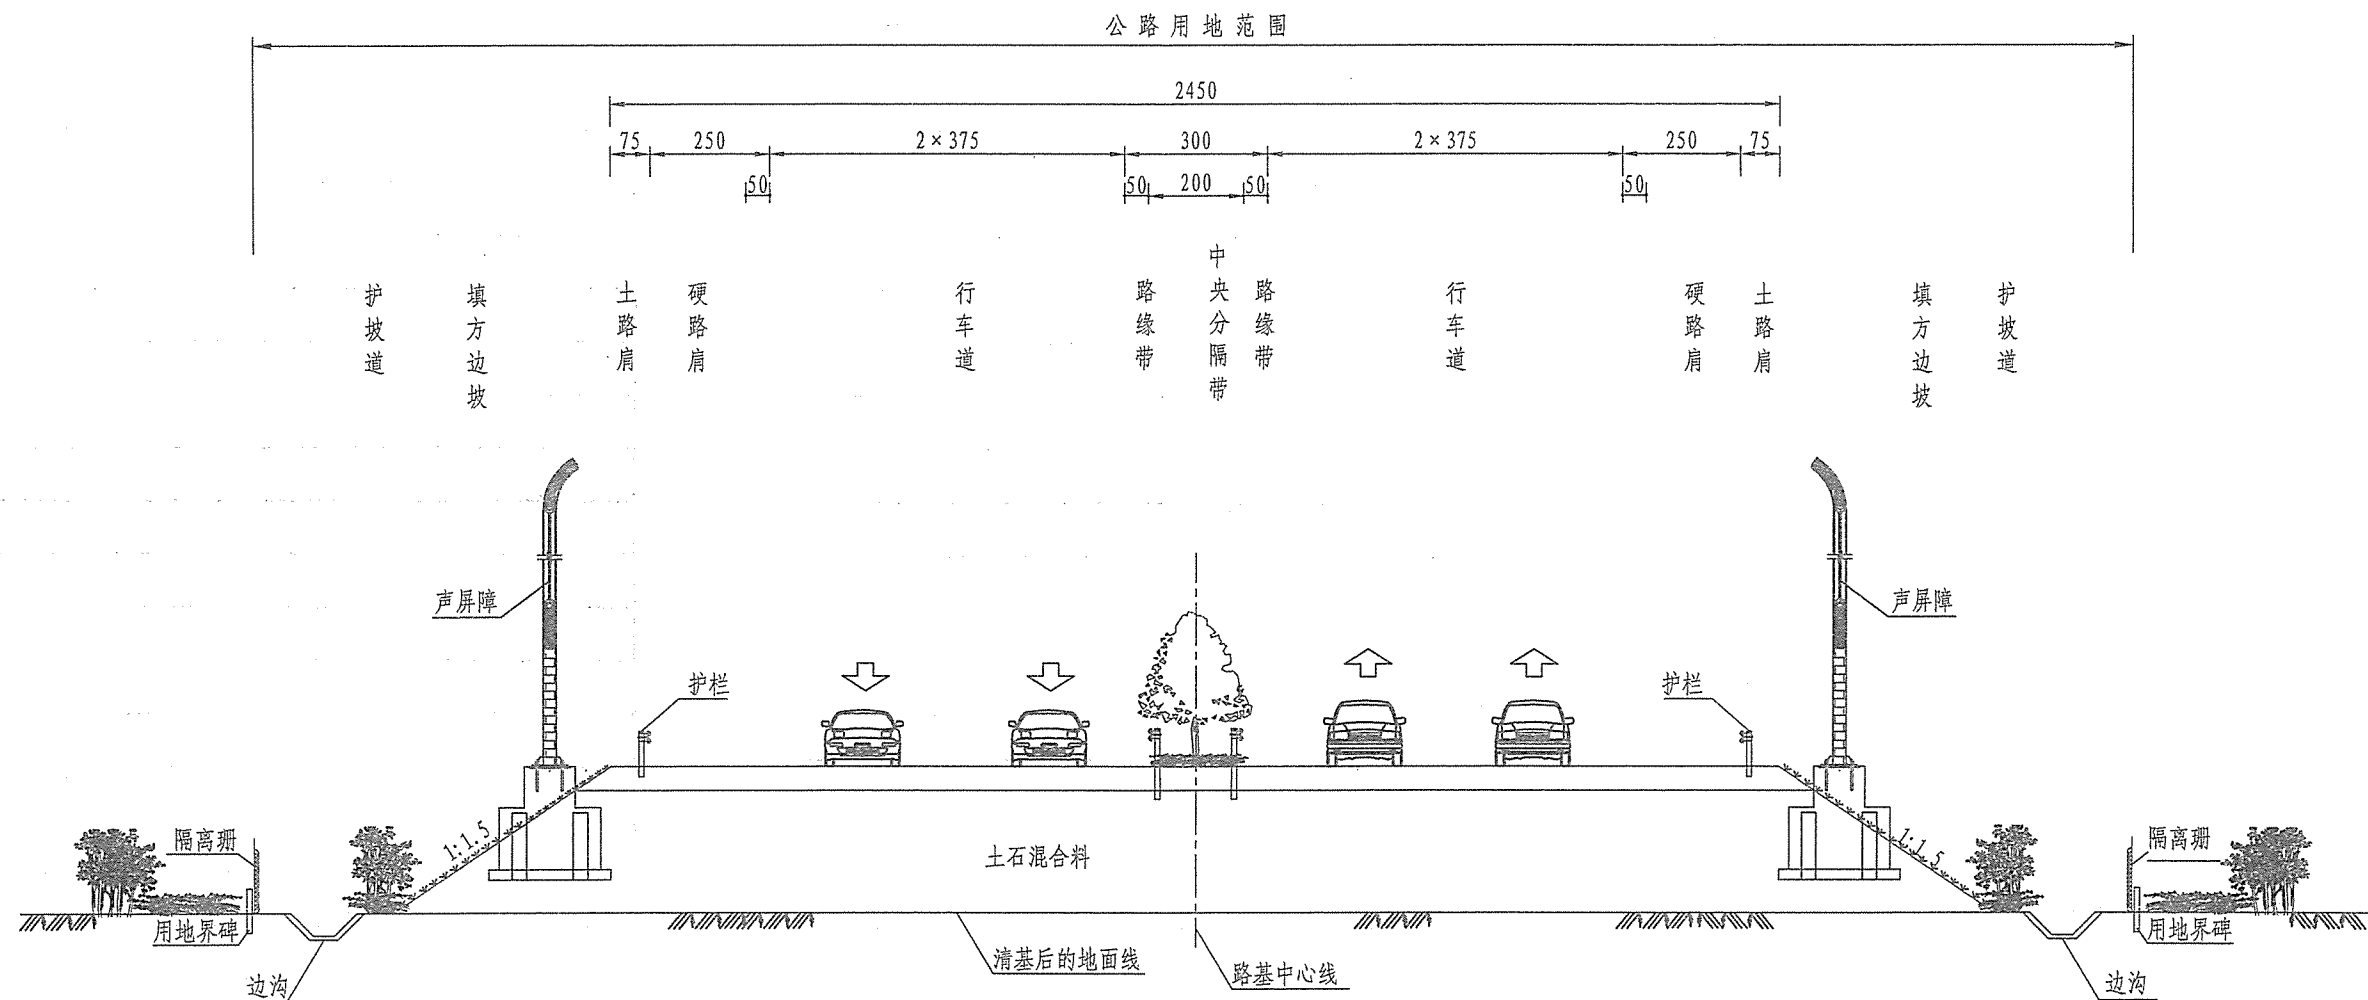 公路用地范围
2450
75
250
2×375
300
2×375
250
75
50
50
200
50
50
护坡道
填方边坡
土路肩
硬路肩
行车道
路缘带
中央分隔带
路缘带
行车道
硬路肩
土路肩
填方边坡
护坡道
声屏障
声屏障
护栏
护栏
1:1.5
1:1.5
隔离珊
隔离珊
土石混合料
用地界碑
用地界碑
清基后的地面线
路基中心线
边沟
边沟